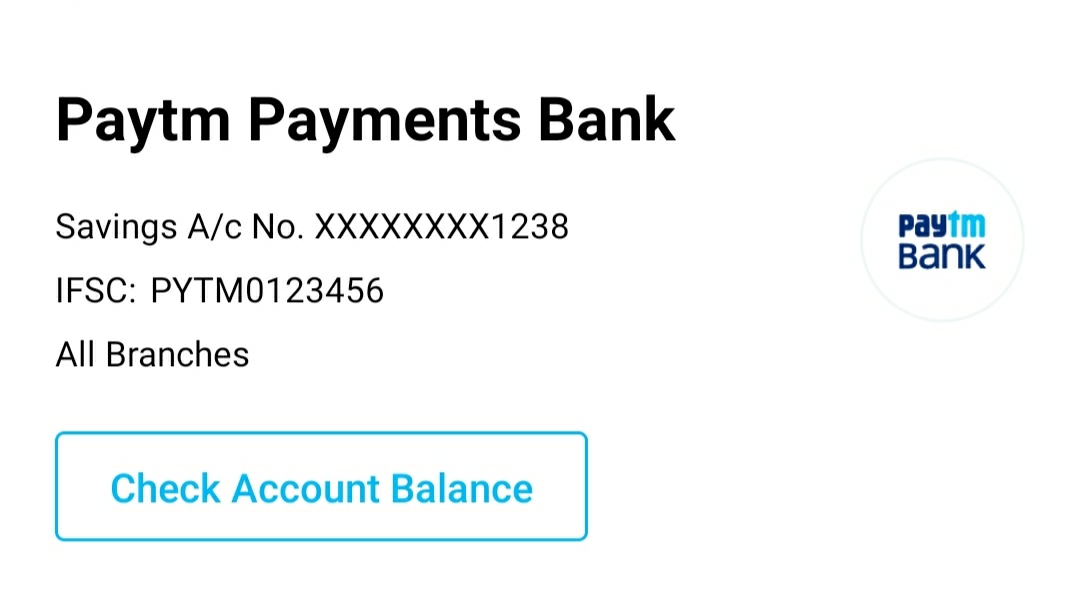 Paytm Payments Bank
Savings A/c No. XXXXXXXX1238
paytm
BANK
IFSC: PYTM0123456
All Branches
Check Account Balance